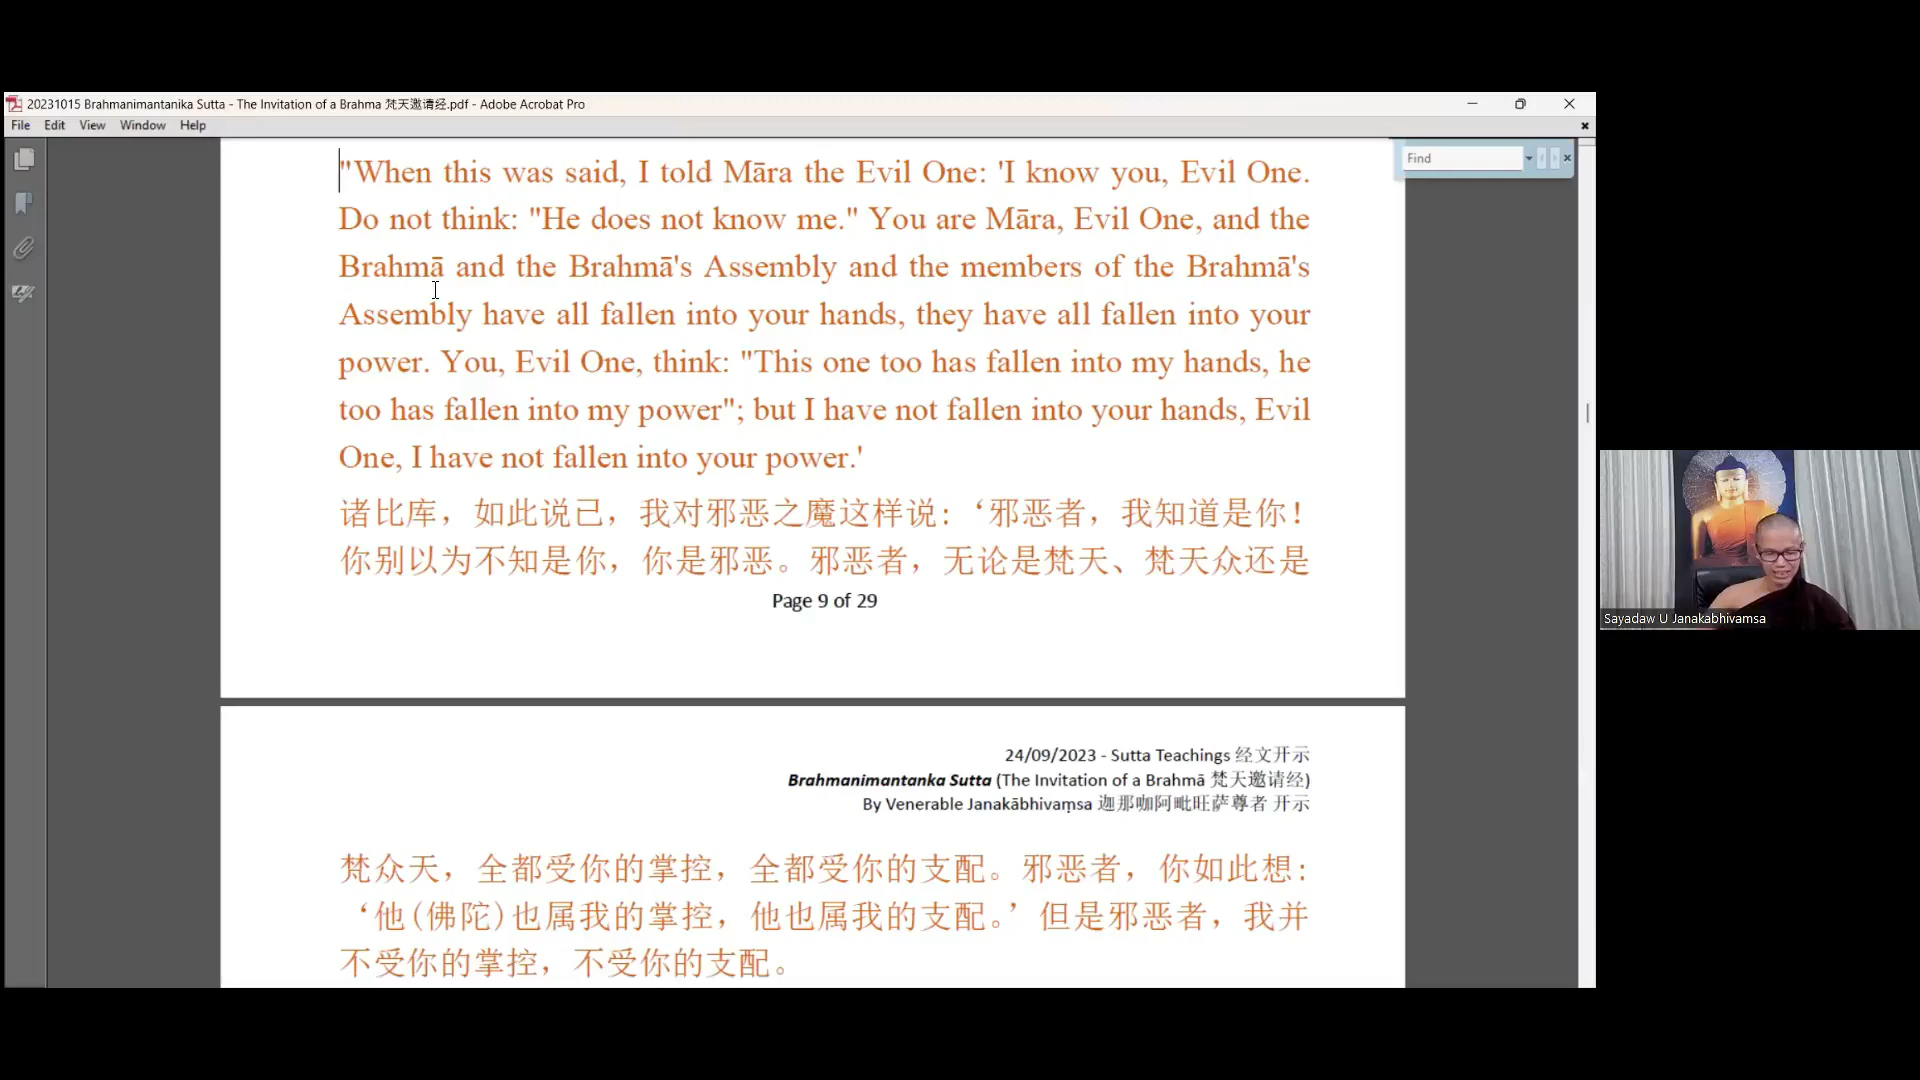 20231015 Brahmanimantanika Sutta - The Invitation of a Brahma 梵天邀请经.pdf - Adobe Acrobat Pro
File Edit View Window Help
Find
"When this was said, I told Māra the Evil One: 'I know you, Evil One.
Do not think: "He does not know me." You are Māra, Evil One, and the
Brahmā and the Brahmā's Assembly and the members of the Brahmā's
Assembly have all fallen into your hands, they have all fallen into your
power. You, Evil One, think: "This one too has fallen into my hands, he
too has fallen into my power"; but I have not fallen into your hands, Evil
One, I have not fallen into your power.'
诸比库，如此说已，我对邪恶之魔这样说：‘邪恶者，我知道是你！
你别以为不知是你，你是邪恶。邪恶者，无论是梵天、梵天众还是
Page 9 of 29
24/09/2023 - Sutta Teachings 经文开示
Brahmanimantanka Sutta (The Invitation of a Brahmā 梵天邀请经)
By Venerable Janakābhivaṃsa 迦那咖阿毗旺萨尊者 开示
梵众天，全都受你的掌控，全都受你的支配。邪恶者，你如此想：
‘他(佛陀)也属我的掌控，他也属我的支配。’但是邪恶者，我并
不受你的掌控，不受你的支配。
Sayadaw U Janakabhivamsa